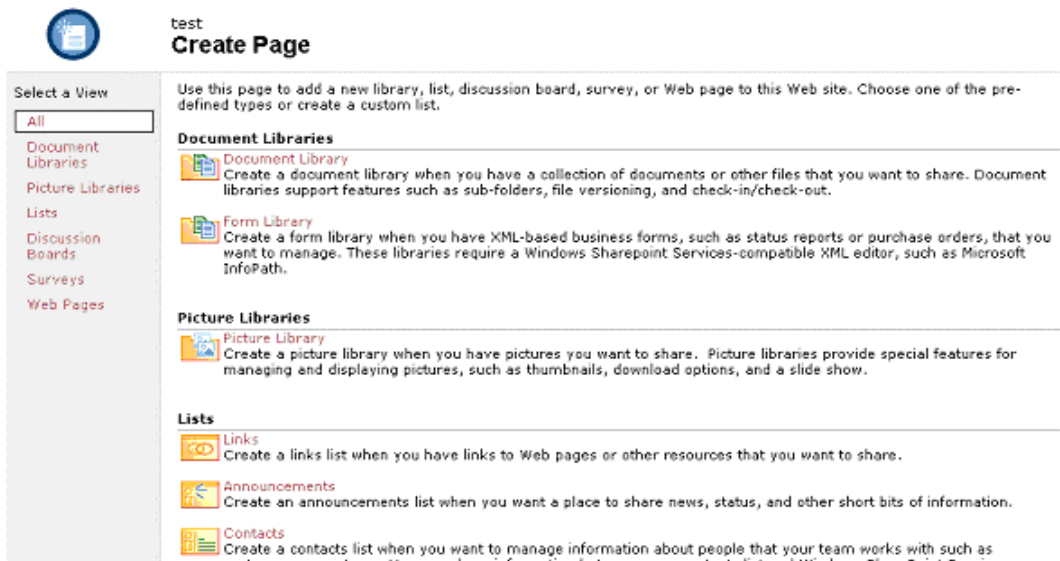 test
Create Page
Select a View
All
Document
Libraries
Picture Libraries
Lists
Discussion
Boards
Surveys
Web Pages
Use this page to add a new library, list, discussion board, survey, or Web page to this Web site. Choose one of the pre-
defined types or create a custom list.
Document Libraries
Document Library
Create a document library when you have a collection of documents or other files that you want to share. Document
libraries support features such as sub-folders, file versioning, and check-in/check-out.
Form Library
Create a form library when you have XML-based business forms, such as status reports or purchase orders, that you
want to manage. These libraries require a Windows Sharepoint Services-compatible XML editor, such as Microsoft
InfoPath.
Picture Libraries
Picture Library
Create a picture library when you have pictures you want to share. Picture libraries provide special features for
managing and displaying pictures, such as thumbnails, download options, and a slide show.
Lists
Links
Create a links list when you have links to Web pages or other resources that you want to share.
Announcements
Create an announcements list when you want a place to share news, status, and other short bits of information.
Contacts
Create a contacts list when you want to manage information about people that your team works with such as